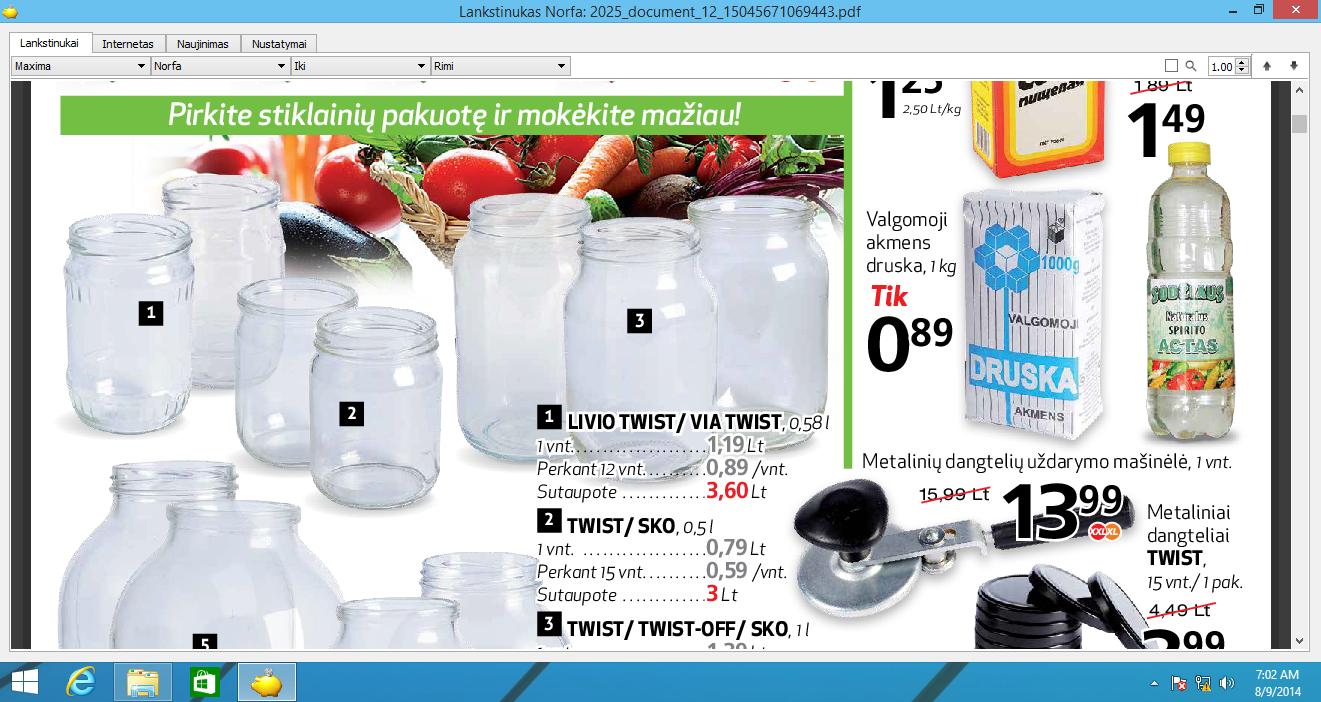 Lankstinukas Norfa: 2025_document_12_15045671069443.pdf
Lankstinukai
Internetas
Naujinimas
Nustatymai
Maxima
Norfa
Iki
Rimi
1.00
Pirkite stiklainių pakuotę ir mokėkite mažiau!
1
2
3
5
1 LIVIO TWIST/ VIA TWIST, 0,58 l
1 vnt.......................1,19 Lt
Perkant 12 vnt..........0,89 /vnt.
Sutaupote ............3,60 Lt
2 TWIST/ SKO, 0,5 l
1 vnt. .................0,79 Lt
Perkant 15 vnt..........0,59 /vnt.
Sutaupote ............3 Lt
3 TWIST/ TWIST-OFF/ SKO, 1 l
1 25
2,50 Lt/kg
1 89 Lt
1 49
Valgomoji
akmens
druska, 1 kg
Tik
0 89
1000g
VALGOMOJI
DRUSKA
AKMENS
Natūralus
SPIRITO
ACTAS
Metalinių dangtelių uždarymo mašinėlė, 1 vnt.
15,99 Lt
13 99
XXL XXL
Metaliniai
dangteliai
TWIST,
15 vnt./ 1 pak.
4,49 Lt
2 99
7:02 AM
8/9/2014